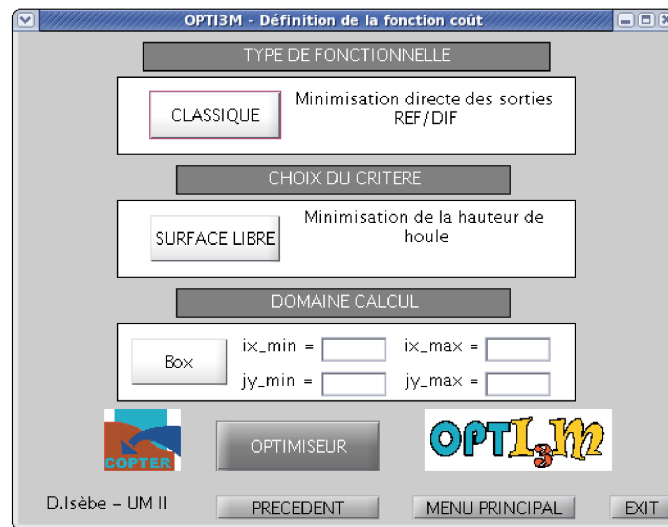 OPTI3M - Définition de la fonction coût
TYPE DE FONCTIONNELLE
CLASSIQUE
Minimisation directe des sorties
REF/DIF
CHOIX DU CRITERE
SURFACE LIBRE
Minimisation de la hauteur de
houle
DOMAINE CALCUL
Box
ix_min =
ix_max =
jy_min =
jy_max =
COPTER
OPTIMISEUR
OPTI3M
D.Isèbe – UM II
PRECEDENT
MENU PRINCIPAL
EXIT